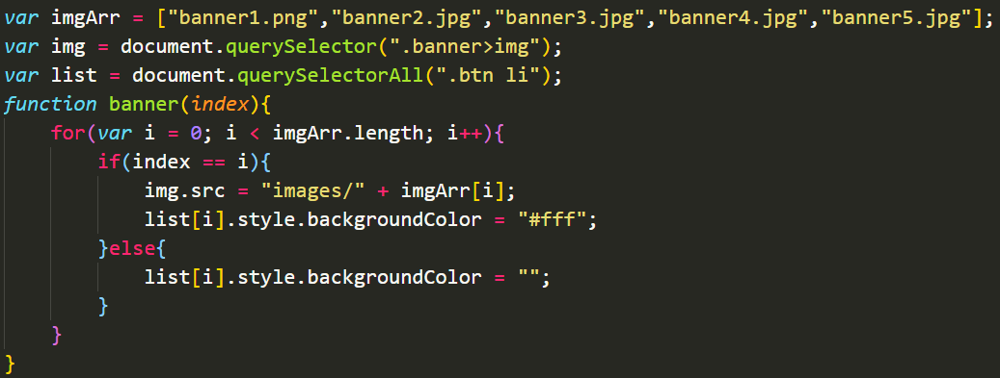 var imgArr = ["banner1.png","banner2.jpg","banner3.jpg","banner4.jpg","banner5.jpg"];
var img = document.querySelector(".banner>img");
var list = document.querySelectorAll(".btn li");
function banner(index){
    for(var i = 0; i < imgArr.length; i++){
        if(index == i){
            img.src = "images/" + imgArr[i];
            list[i].style.backgroundColor = "#fff";
        }else{
            list[i].style.backgroundColor = "";
        }
    }
}